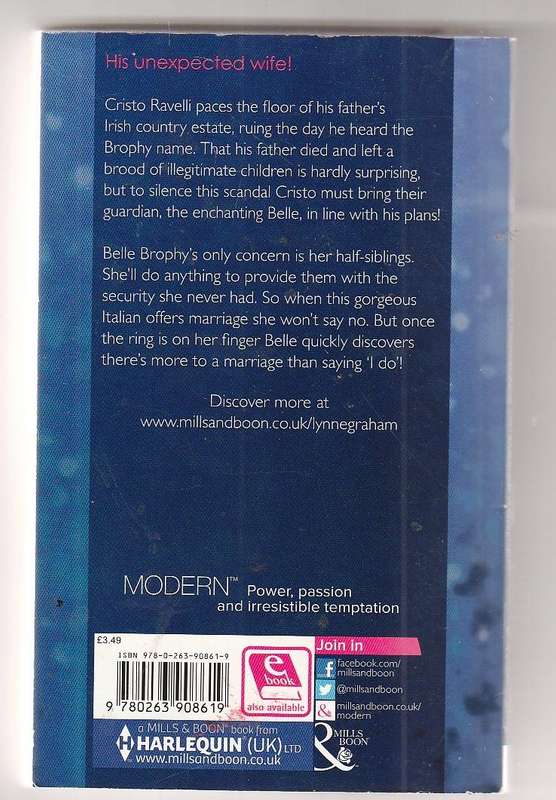 His unexpected wife!
Cristo Ravelli paces the floor of his father's
Irish country estate, ruing the day he heard the
Brophy name. That his father died and left a
brood of illegitimate children is hardly surprising,
but to silence this scandal Cristo must bring their
guardian, the enchanting Belle, in line with his plans!
Belle Brophy's only concern is her half-siblings.
She'll do anything to provide them with the
security she never had. So when this gorgeous
Italian offers marriage she won't say no. But once
the ring is on her finger Belle quickly discovers
there's more to a marriage than saying 'I do'!
Discover more at
www.millsandboon.co.uk/lynnegraham
MODERN™ Power, passion
and irresistible temptation
£3.49
ISBN 978-0-263-90861-9
9 780263 908619
e
book
also available
a MILLS & BOON® book from
HARLEQUIN (UK) LTD
www.millsandboon.co.uk
Join in
f facebook.com/
millsandboon
@millsandboon
& millsandboon.co.uk/
modern
&
MILLS
BOON®